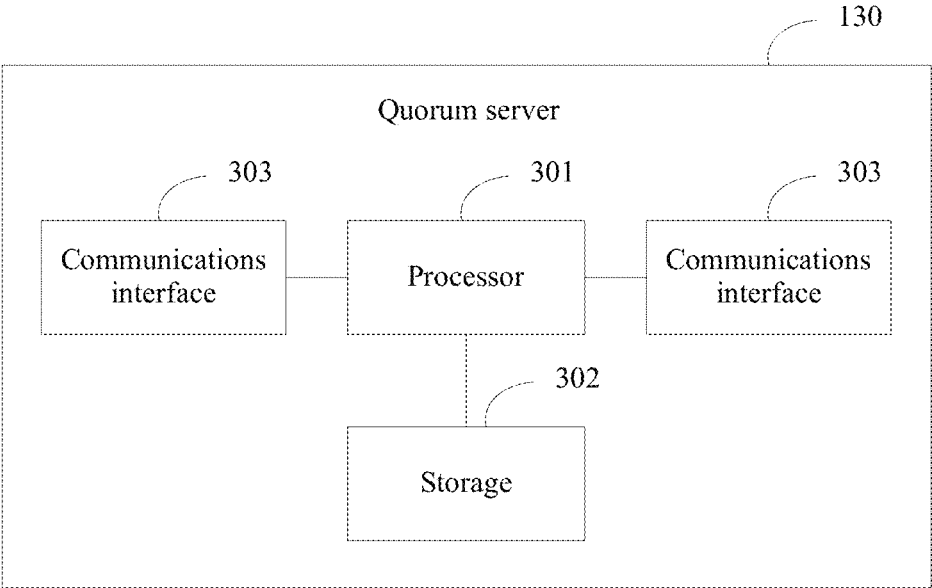 130
Quorum server
303
301
303
Communications
interface
Processor
Communications
interface
302
Storage